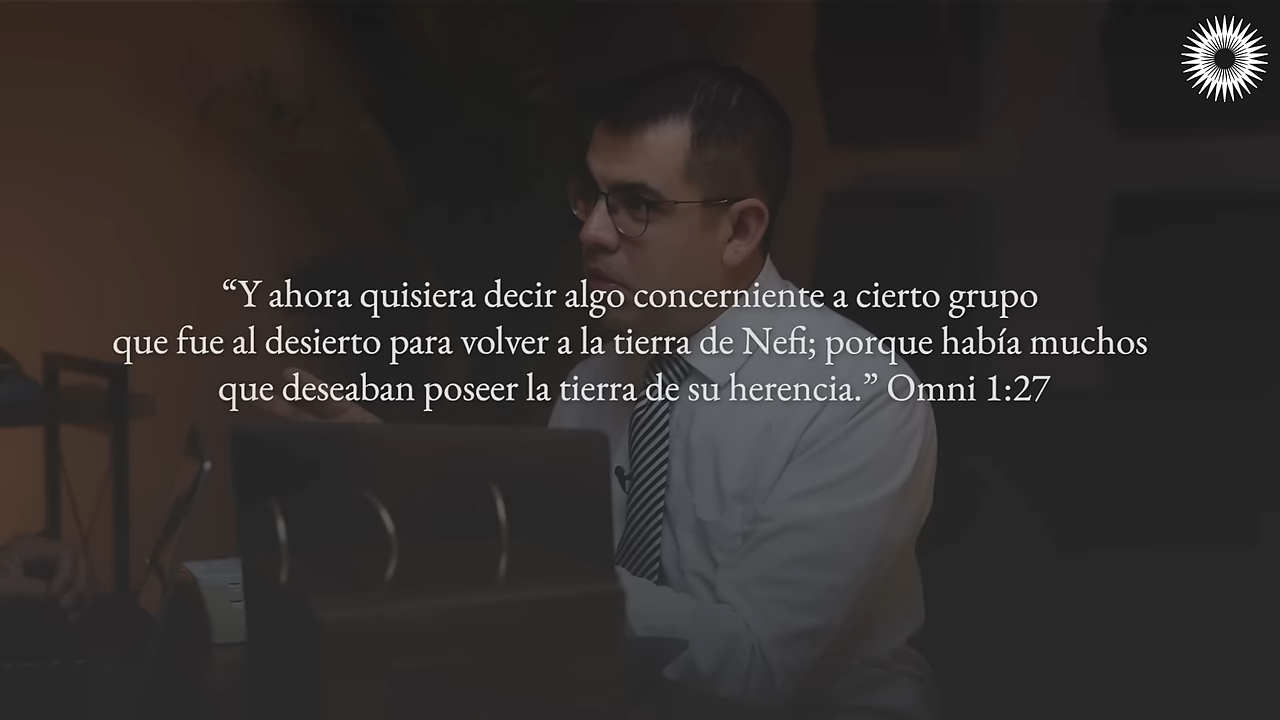 “Y ahora quisiera decir algo concerniente a cierto grupo
que fue al desierto para volver a la tierra de Nefi; porque había muchos
que deseaban poseer la tierra de su herencia.” Omni 1:27